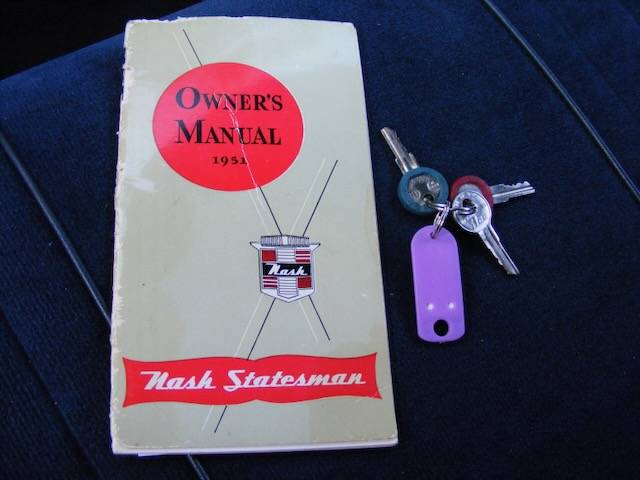 OWNER'S
MANUAL
1951
Nash
Nash Statesman